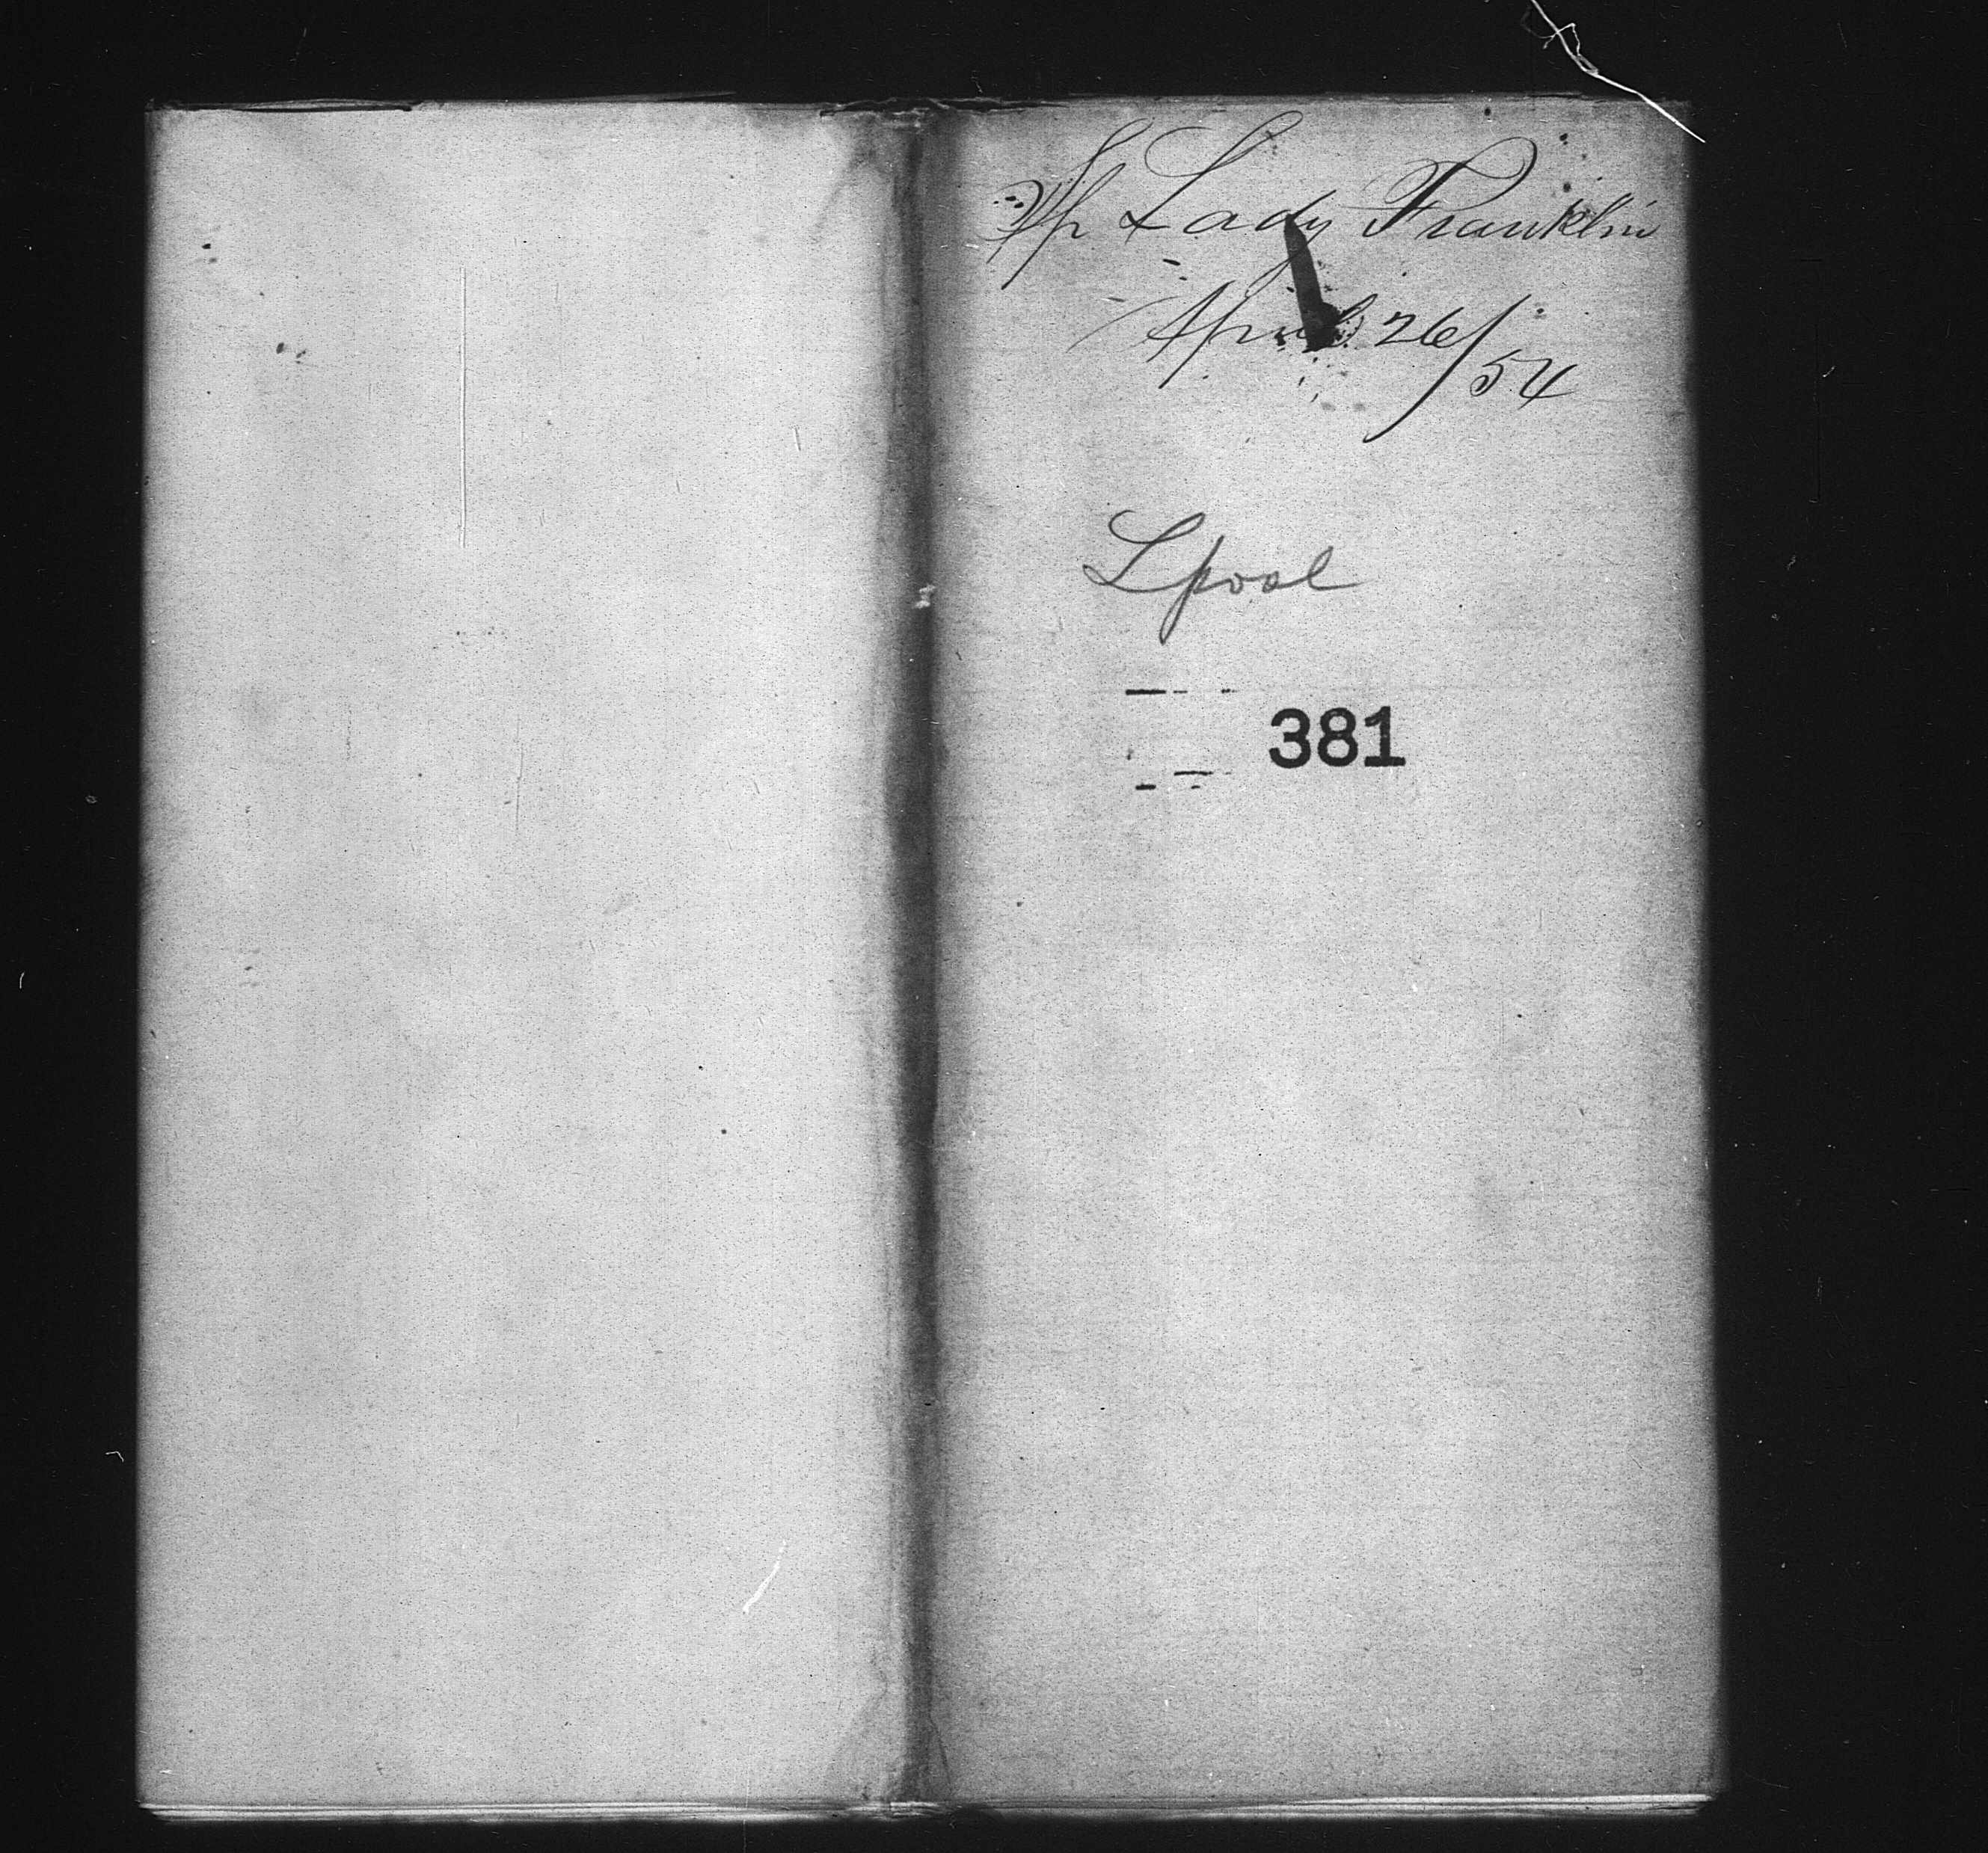 Sp Lady Franklin
April 26/54
Lpool
381